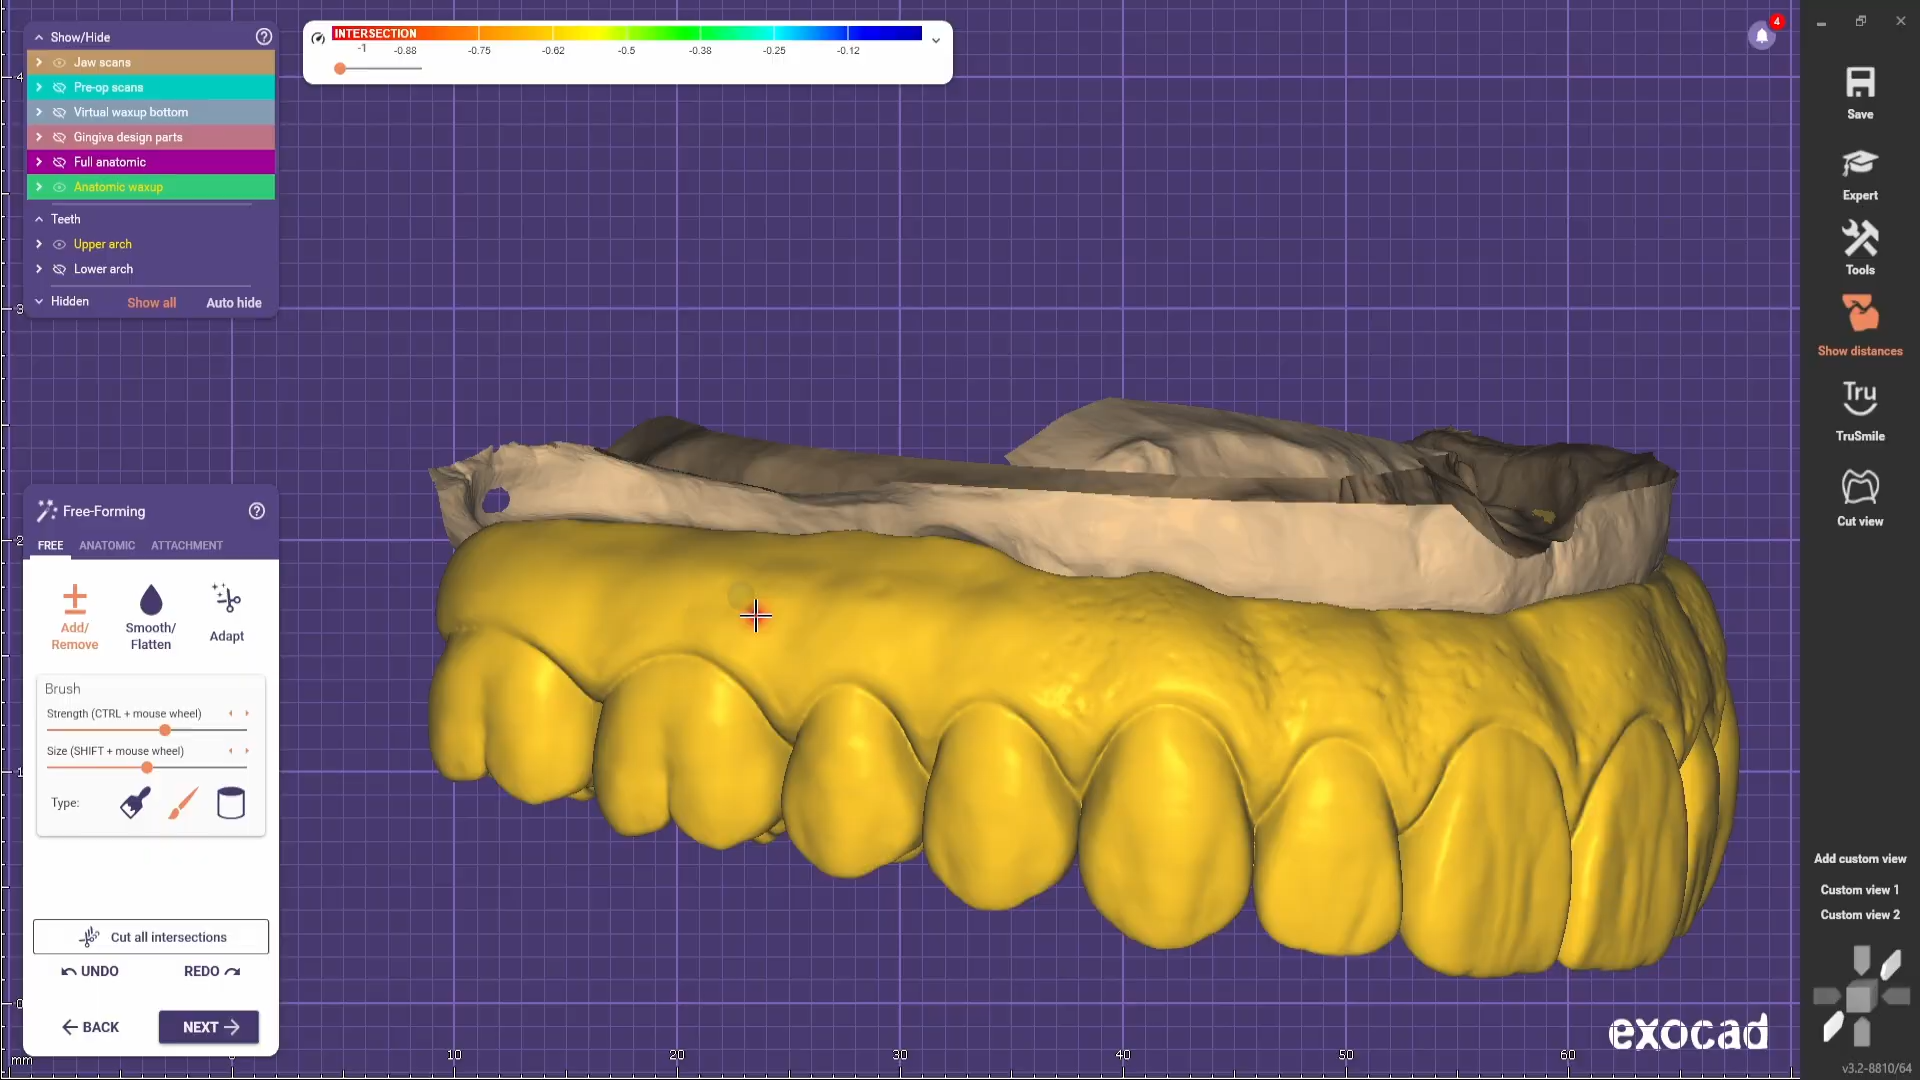 Show/Hide
Jaw scans
Pre-op scans
Virtual waxup bottom
Gingiva design parts
Full anatomic
Anatomic waxup
Teeth
Upper arch
Lower arch
Hidden Show all Auto hide
INTERSECTION
-1 -0.88 -0.75 -0.62 -0.5 -0.38 -0.25 -0.12
4
Save
Expert
Tools
Show distances
Tru
TruSmile
Cut view
Add custom view
Custom view 1
Custom view 2
v3.2-8810/64
Free-Forming
FREE ANATOMIC ATTACHMENT
Add/
Remove
Smooth/
Flatten
Adapt
Brush
Strength (CTRL + mouse wheel)
Size (SHIFT + mouse wheel)
Type:
Cut all intersections
UNDO REDO
BACK NEXT
4
3
2
1
0
mm 10 20 30 40 50 60
exocad